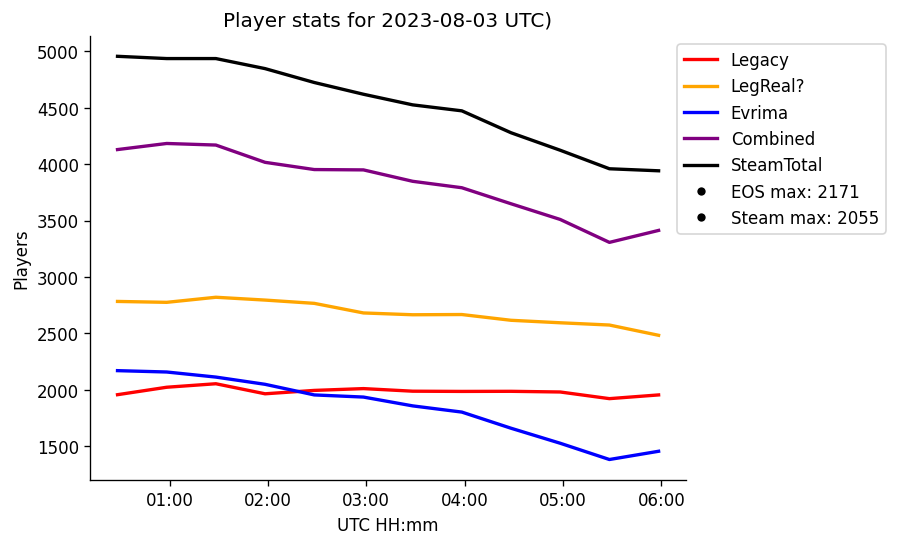 Player stats for 2023-08-03 UTC)
5000
4500
4000
3500
3000
2500
2000
1500
Players
01:00
02:00
03:00
04:00
05:00
06:00
UTC HH:mm
Legacy
LegReal?
Evrima
Combined
SteamTotal
EOS max: 2171
Steam max: 2055